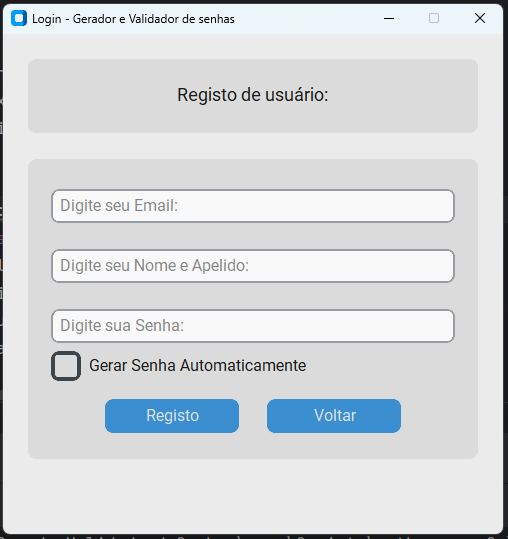 Login - Gerador e Validador de senhas
Registo de usuário:
Digite seu Email:
Digite seu Nome e Apelido:
Digite sua Senha:
Gerar Senha Automaticamente
Registo Voltar